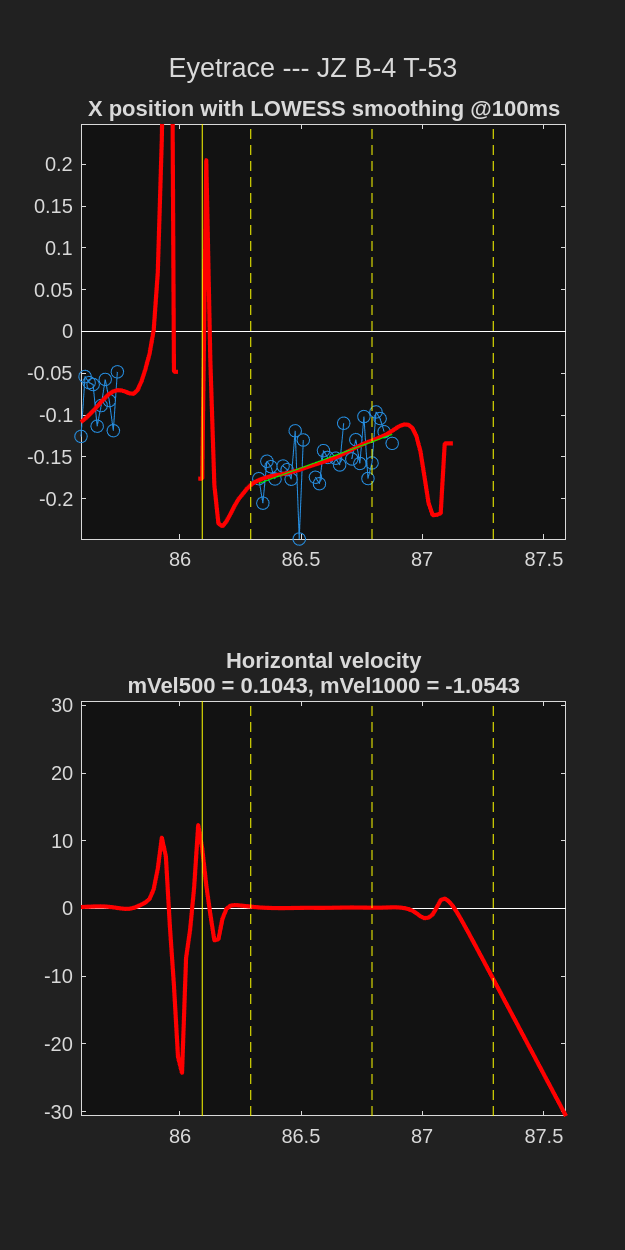 Eyetrace --- JZ B-4 T-53
X position with LOWESS smoothing @100ms
0.2
0.15
0.1
0.05
0
-0.05
-0.1
-0.15
-0.2
86 86.5 87 87.5
Horizontal velocity
mVel500 = 0.1043, mVel1000 = -1.0543
30
20
10
0
-10
-20
-30
86 86.5 87 87.5